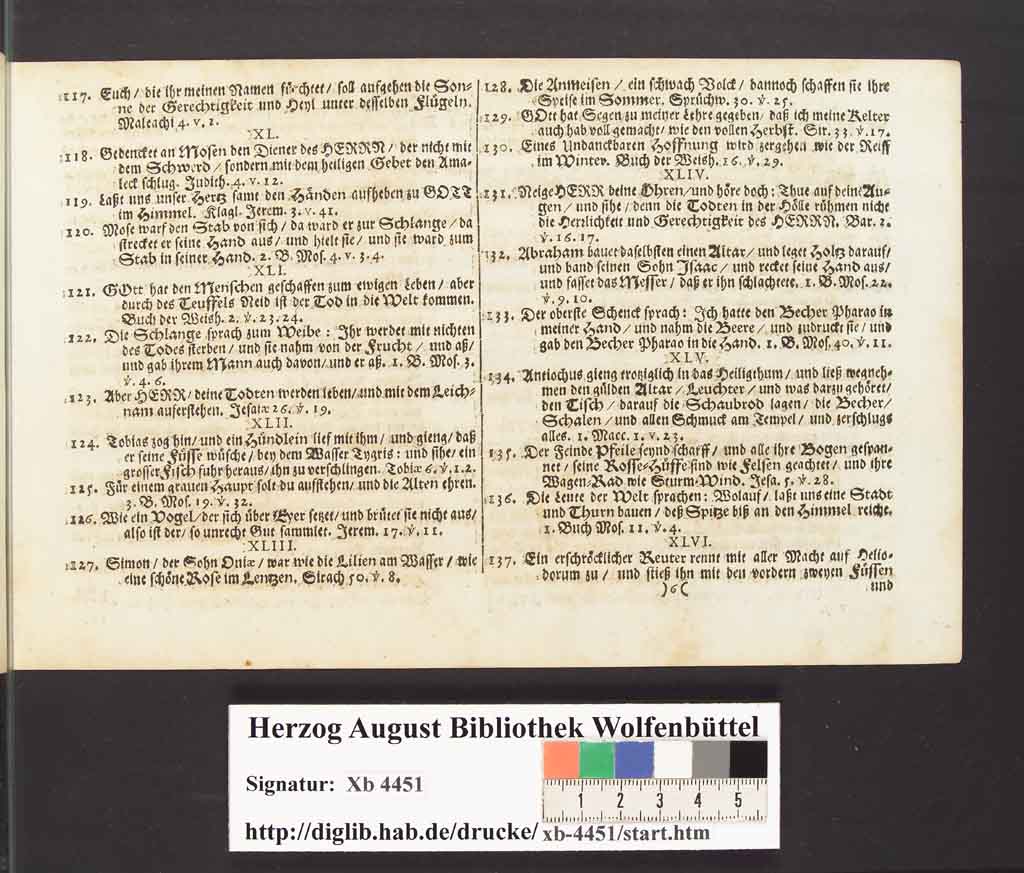 117. Euch / die ihr meinen Namen fürchtet / soll aufgehen die Son-
ne der Gerechtigkeit und Heyl unter desselben Flügeln.
Maleachi 4. v. 2.
XL.
118. Gedencket an Mosen den Diener des HERRN / der nicht mit
dem Schwerd / sondern mit dem heiligen Gebet den Ama-
leck schlug. Judith. 4. v. 12.
119. Laßt uns unser Hertz samt den Händen aufheben zu GOTT
im Himmel. Klagl. Jerem. 3. v. 41.
120. Mose warf den Stab von sich / da ward er zur Schlange / da
strecket er seine Hand aus / und hielt sie / und sie ward zum
Stab in seiner Hand. 2. B. Mos. 4. v. 3. 4.
XLI.
121. GOtt hat den Menschen geschaffen zum ewigen Leben / aber
durch des Teuffels Neid ist der Tod in die Welt kommen.
Buch der Weish. 2. v. 23. 24.
122. Die Schlange sprach zum Weibe : Ihr werdet mit nichten
des Todes sterben / und sie nahm von der Frucht / und aß /
und gab ihrem Mann auch davon / und er aß. 1. B. Mos. 3.
v. 4. 6.
123. Aber HERR / deine Todten werden leben / und mit dem Leich-
nam auferstehen. Jesaiæ 26. v. 19.
XLII.
124. Tobias zog hin / und ein Hündlein lief mit ihm / und gieng / daß
er seine Füsse wüsche / bey dem Wasser Tygris : und sihe / ein
grosser Fisch fuhr heraus / ihn zu verschlingen. Tobiæ 6. v. 1. 2.
125. Für einem grauen Haupt solt du aufstehen / und die Alten ehren.
3. B. Mos. 19. v. 32.
126. Wie ein Vogel / der sich über Eyer setzet / und brütet sie nicht aus /
also ist der / so unrecht Gut sammlet. Jerem. 17. v. 11.
XLIII.
127. Simon / der Sohn Oniæ / war wie die Lilien am Wasser / wie
eine schöne Rose im Lentzen. Sirach 50. v. 8.
128. Die Anmeisen / ein schwach Volck / dannoch schaffen sie ihre
Speise im Sommer. Sprüchw. 30. v. 25.
129. GOtt hat Segen zu meiner Lehre gegeben / daß ich meine Kelter
auch hab voll gemacht / wie den vollen Herbst. Sir. 33. v. 17.
130. Eines Undanckbaren Hoffnung wird zergehen wie der Reiff
im Winter. Buch der Weish. 16. v. 29.
XLIV.
131. Neige HERR deine Ohren / und höre doch : Thue auf dein Au-
gen / und sihe / denn die Todten in der Hölle rühmen nicht
die Herrlichkeit und Gerechtigkeit des HERRN. Bar. 2.
v. 16. 17.
132. Abraham bauet daselbsten einen Altar / und leget Holtz darauf /
und band seinen Sohn Isaac / und recket seine Hand aus /
und fasset das Messer / daß er ihn schlachtete. 1. B. Mos. 22.
v. 9. 10.
133. Der oberste Schenck sprach : Ich hatte den Becher Pharao in
meiner Hand / und nahm die Beere / und zudruckt sie / und
gab den Becher Pharao in die Hand. 1. B. Mos. 40. v. 11.
XLV.
134. Antiochus gieng trotziglich in das Heiligthum / und ließ wegneh-
men den gülden Altar / Leuchter / und was darzu gehöret /
den Tisch / darauf die Schaubrod lagen / die Becher /
Schalen / und allen Schmuck am Tempel / und zerschlugs
alles. 1. Macc. 1. v. 23.
135. Der Feinde Pfeile seynd scharff / und alle ihre Bogen gespan-
net / seine Rosse-Hüffe sind wie Felsen geachtet / und ihre
Wagen-Rad wie Sturm-Wind. Jesa. 5. v. 28.
136. Die Leute der Welt sprachen : Wolauf / laßt uns eine Stadt
und Thurn bauen / deß Spitze biß an den Himmel reiche.
1. Buch Mos. 11. v. 4.
XLVI.
137. Ein erschröcklicher Reuter rennt mit aller Macht auf Helio-
dorum zu / und stieß ihn mit den vordern zweyen Füssen
)6(
und
Herzog August Bibliothek Wolfenbüttel
Signatur: Xb 4451
1 2 3 4 5
http://diglib.hab.de/drucke/xb-4451/start.htm